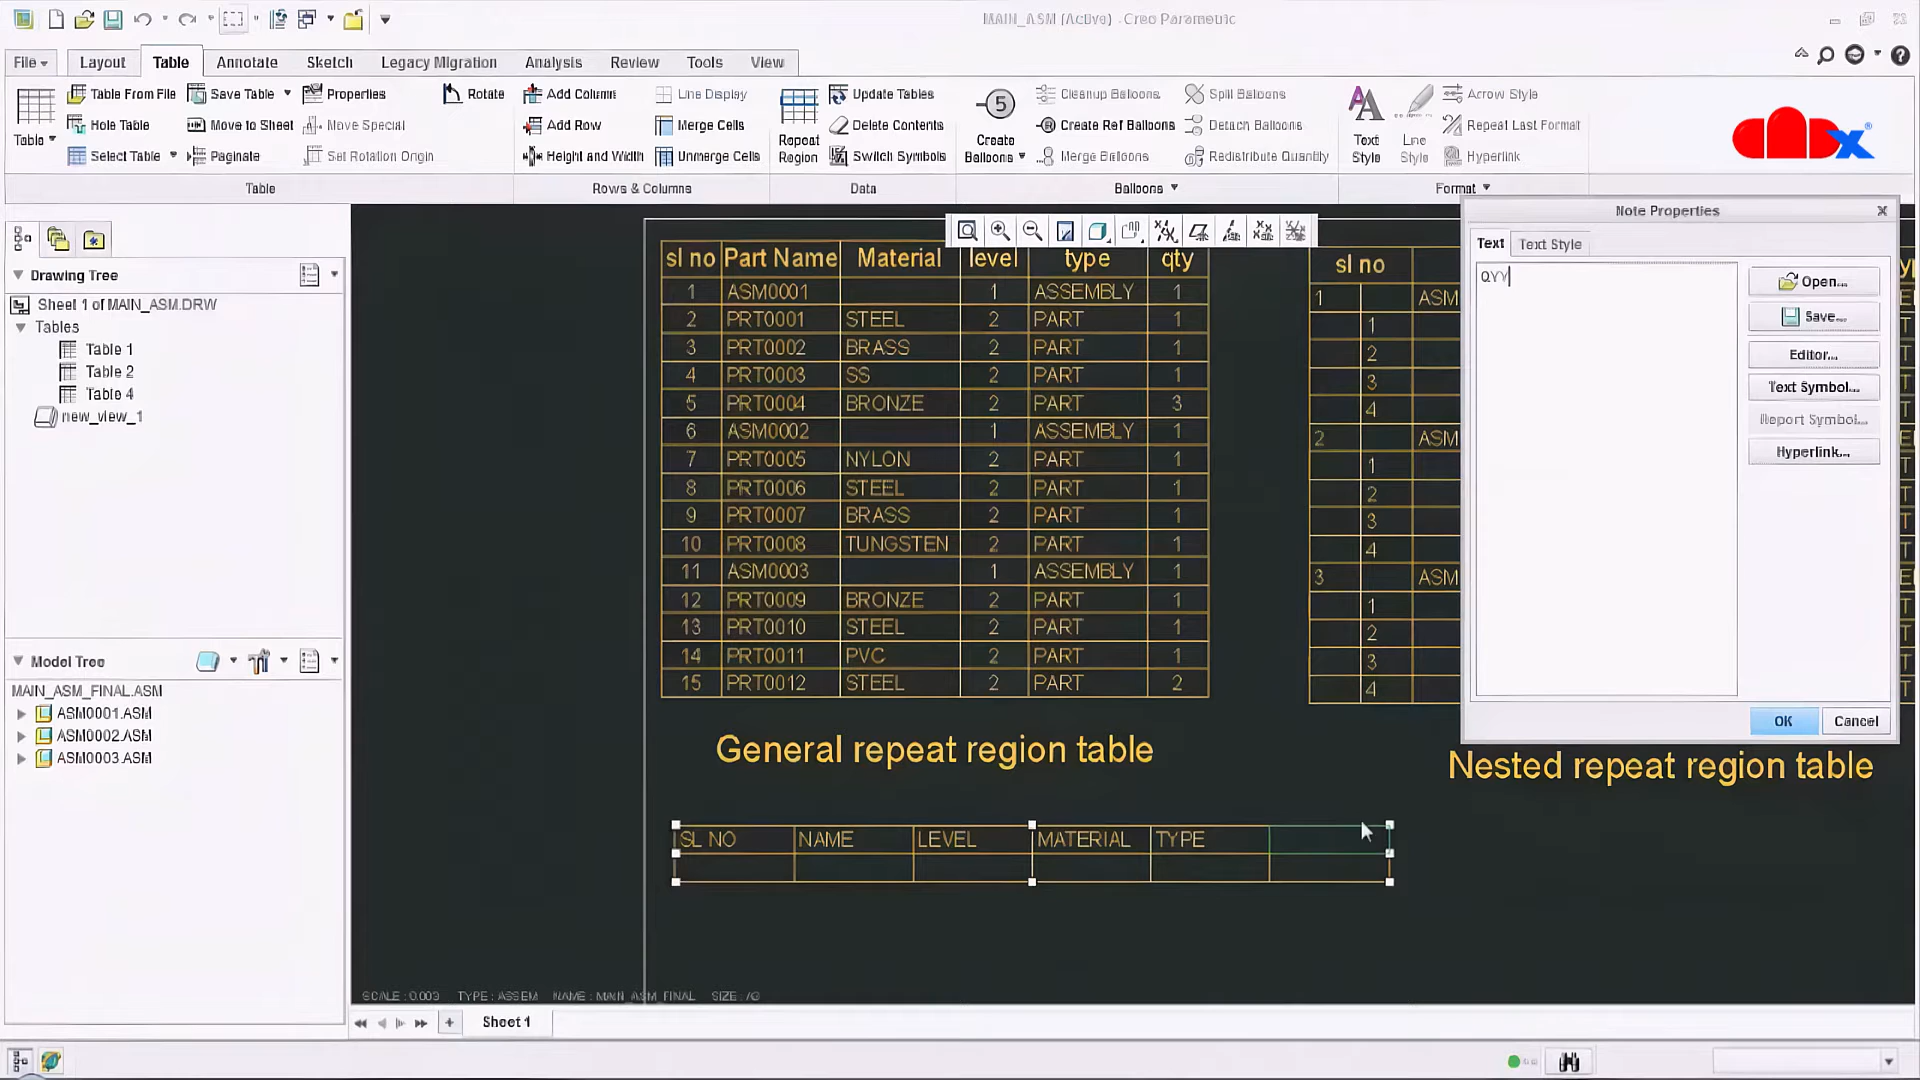 MAIN_ASM (Active) - Creo Parametric
File Layout Table Annotate Sketch Legacy Migration Analysis Review Tools View
Table From File Save Table Properties Rotate Add Column Line Display Update Tables Cleanup Balloons Split Balloons Arrow Style
Hole Table Move to Sheet Move Special Add Row Merge Cells Delete Contents Create Ref Balloons Detach Balloons Repeat Last Format
Table Select Table Paginate Set Rotation Origin Height and Width Unmerge Cells Repeat Region Switch Symbols Create Balloons Merge Balloons Redistribute Quantity Text Style Line Style Hyperlink
Table Rows & Columns Data Balloons Format
5
Drawing Tree
Sheet 1 of MAIN_ASM.DRW
Tables
Table 1
Table 2
Table 4
new_view_1
Model Tree
MAIN_ASM_FINAL.ASM
ASM0001.ASM
ASM0002.ASM
ASM0003.ASM
sl no Part Name Material level type qty
1 ASM0001 1 ASSEMBLY 1
2 PRT0001 STEEL 2 PART 1
3 PRT0002 BRASS 2 PART 1
4 PRT0003 SS 2 PART 1
5 PRT0004 BRONZE 2 PART 3
6 ASM0002 1 ASSEMBLY 1
7 PRT0005 NYLON 2 PART 1
8 PRT0006 STEEL 2 PART 1
9 PRT0007 BRASS 2 PART 1
10 PRT0008 TUNGSTEN 2 PART 1
11 ASM0003 1 ASSEMBLY 1
12 PRT0009 BRONZE 2 PART 1
13 PRT0010 STEEL 2 PART 1
14 PRT0011 PVC 2 PART 1
15 PRT0012 STEEL 2 PART 2
General repeat region table
sl no
1 ASM
1
2
3
4
2 ASM
1
2
3
4
3 ASM
1
2
3
4
Nested repeat region table
Note Properties
Text Text Style
QYY
Open...
Save...
Editor...
Text Symbol...
Report Symbol...
Hyperlink...
OK Cancel
SL NO NAME LEVEL MATERIAL TYPE
SCALE : 0.003 TYPE : ASSEM NAME : MAIN_ASM_FINAL
Sheet 1